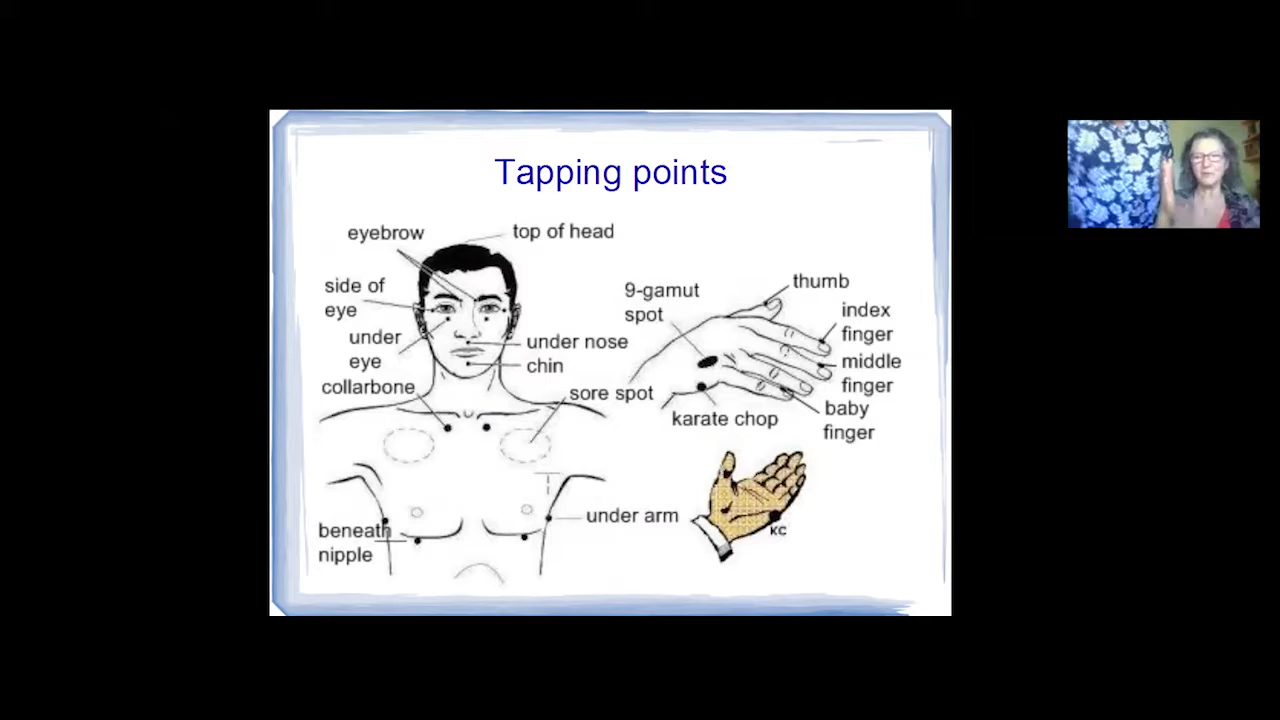 Tapping points
eyebrow
top of head
side of
eye
under
eye
under nose
chin
collarbone
sore spot
beneath
nipple
under arm
9-gamut
spot
thumb
index
finger
middle
finger
baby
finger
karate chop
KC